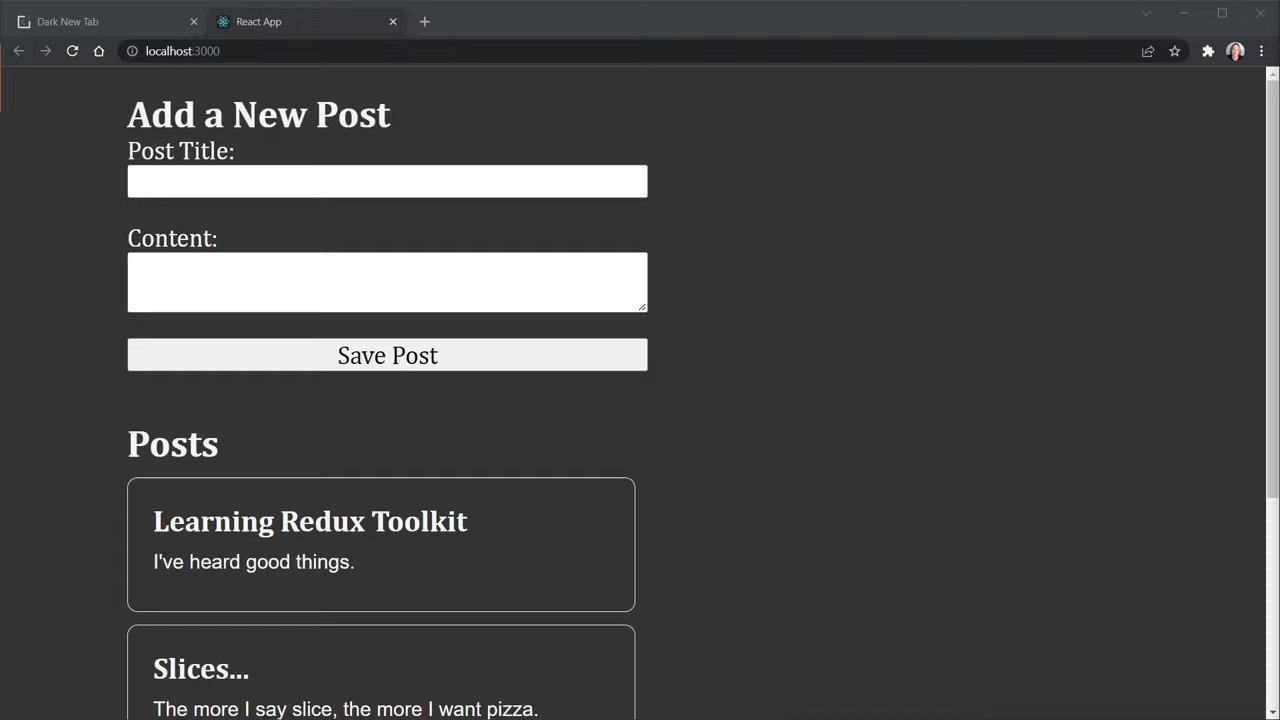 Dark New Tab
React App
localhost:3000
Add a New Post
Post Title:
Content:
Save Post
Posts
Learning Redux Toolkit
I've heard good things.
Slices...
The more I say slice, the more I want pizza.